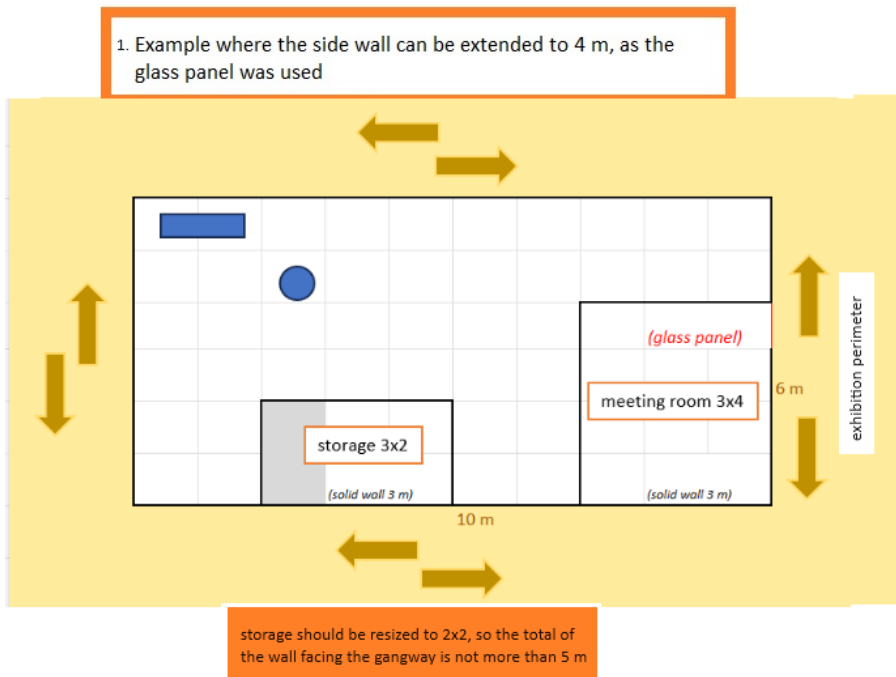 1. Example where the side wall can be extended to 4 m, as the
glass panel was used
(glass panel)
6 m
exhibition perimeter
meeting room 3x4
storage 3x2
(solid wall 3 m)
(solid wall 3 m)
10 m
storage should be resized to 2x2, so the total of
the wall facing the gangway is not more than 5 m